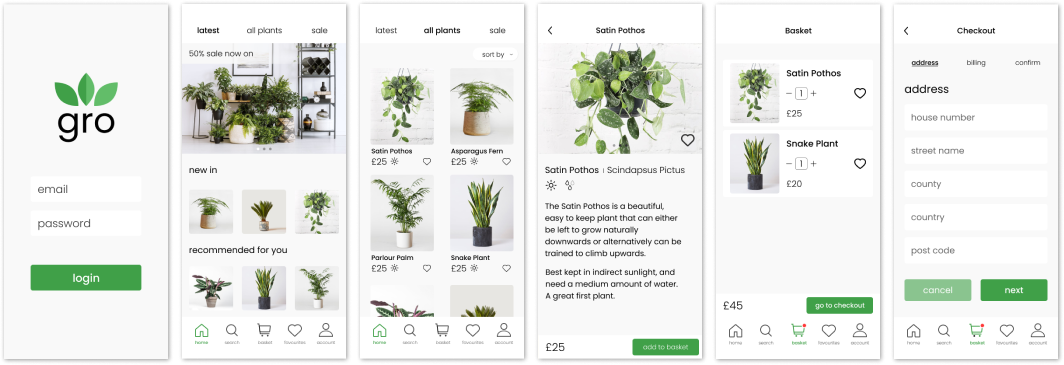 gro
email
password
login
latest all plants sale
50% sale now on
new in
recommended for you
home search basket favourites account
latest all plants sale
sort by
Satin Pothos
£25
Asparagus Fern
£25
Parlour Palm
£25
Snake Plant
£25
home search basket favourites account
Satin Pothos
Satin Pothos | Scindapsus Pictus
The Satin Pothos is a beautiful,
easy to keep plant that can either
be left to grow naturally
downwards or alternatively can be
trained to climb upwards.
Best kept in indirect sunlight, and
need a medium amount of water.
A great first plant.
£25 add to basket
Basket
Satin Pothos
– 1 +
£25
Snake Plant
– 1 +
£20
£45 go to checkout
home search basket favourites account
Checkout
address billing confirm
address
house number
street name
county
country
post code
cancel next
home search basket favourites account